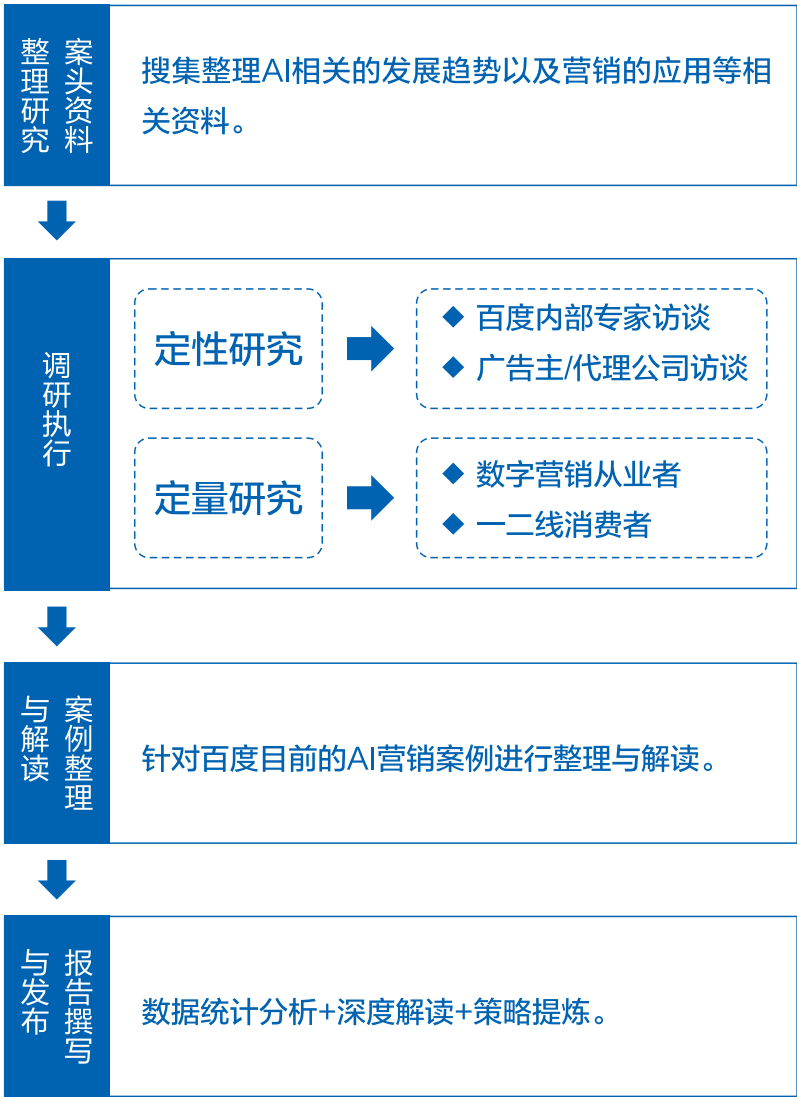 案头资料
整理研究
搜集整理AI相关的发展趋势以及营销的应用等相
关资料。
调研执行
定性研究
◆ 百度内部专家访谈
◆ 广告主/代理公司访谈
定量研究
◆ 数字营销从业者
◆ 一二线消费者
案例整理
与解读
针对百度目前的AI营销案例进行整理与解读。
报告撰写
与发布
数据统计分析+深度解读+策略提炼。